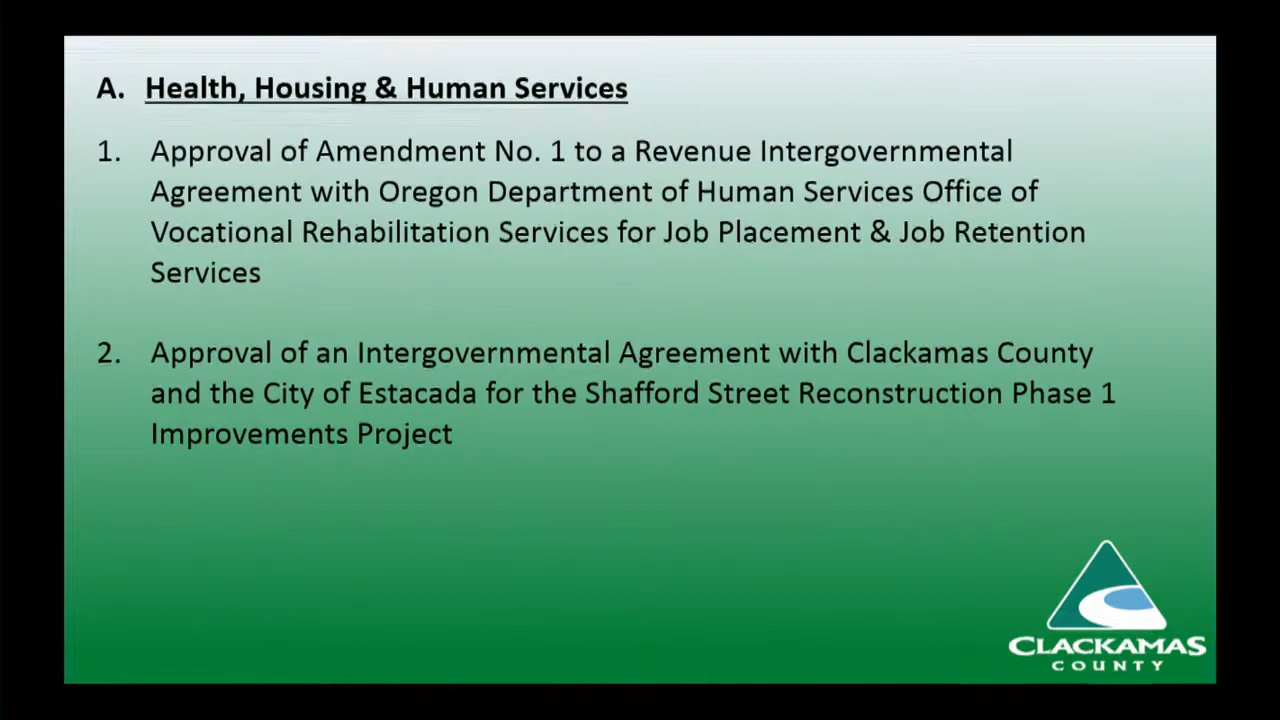 A. Health, Housing & Human Services
1. Approval of Amendment No. 1 to a Revenue Intergovernmental
Agreement with Oregon Department of Human Services Office of
Vocational Rehabilitation Services for Job Placement & Job Retention
Services
2. Approval of an Intergovernmental Agreement with Clackamas County
and the City of Estacada for the Shafford Street Reconstruction Phase 1
Improvements Project
CLACKAMAS
COUNTY